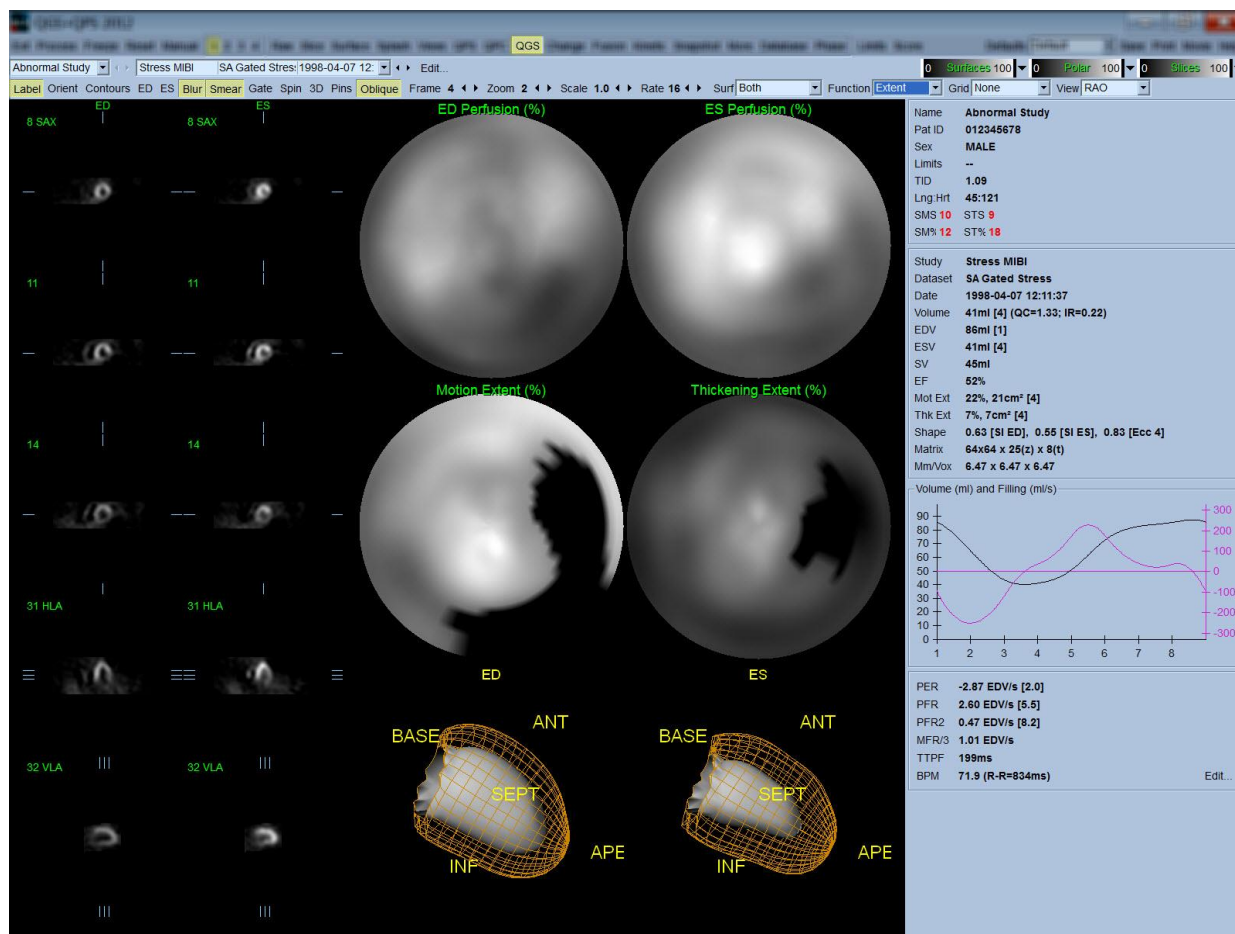 QGS+QPS 2012
QGS
Abnormal Study Stress MIBI SA Gated Stres: 1998-04-07 12: Edit...
0 Surfaces 100 0 Polar 100 0 Slices 100
Label Orient Contours ED ES Blur Smear Gate Spin 3D Pins Oblique Frame 4 Zoom 2 Scale 1.0 Rate 16 Surf Both Function Extent Grid None View RAO
ED ES
8 SAX 8 SAX
11 11
14 14
31 HLA 31 HLA
32 VLA 32 VLA
ED Perfusion (%) ES Perfusion (%)
Motion Extent (%) Thickening Extent (%)
ED ES
BASE ANT SEPT INF APE
BASE ANT SEPT INF APE
Name Abnormal Study
Pat ID 012345678
Sex MALE
Limits --
TID 1.09
Lng:Hrt 45:121
SMS 10 STS 9
SM% 12 ST% 18
Study Stress MIBI
Dataset SA Gated Stress
Date 1998-04-07 12:11:37
Volume 41ml [4] (QC=1.33; IR=0.22)
EDV 86ml [1]
ESV 41ml [4]
SV 45ml
EF 52%
Mot Ext 22%, 21cm² [4]
Thk Ext 7%, 7cm² [4]
Shape 0.63 [SI ED], 0.55 [SI ES], 0.83 [Ecc 4]
Matrix 64x64 x 25(z) x 8(t)
Mm/Vox 6.47 x 6.47 x 6.47
Volume (ml) and Filling (ml/s)
90 300
80 200
70
60 100
50 0
40
30 -100
20 -200
10
0 -300
1 2 3 4 5 6 7 8
PER -2.87 EDV/s [2.0]
PFR 2.60 EDV/s [5.5]
PFR2 0.47 EDV/s [8.2]
MFR/3 1.01 EDV/s
TTPF 199ms
BPM 71.9 (R-R=834ms) Edit...